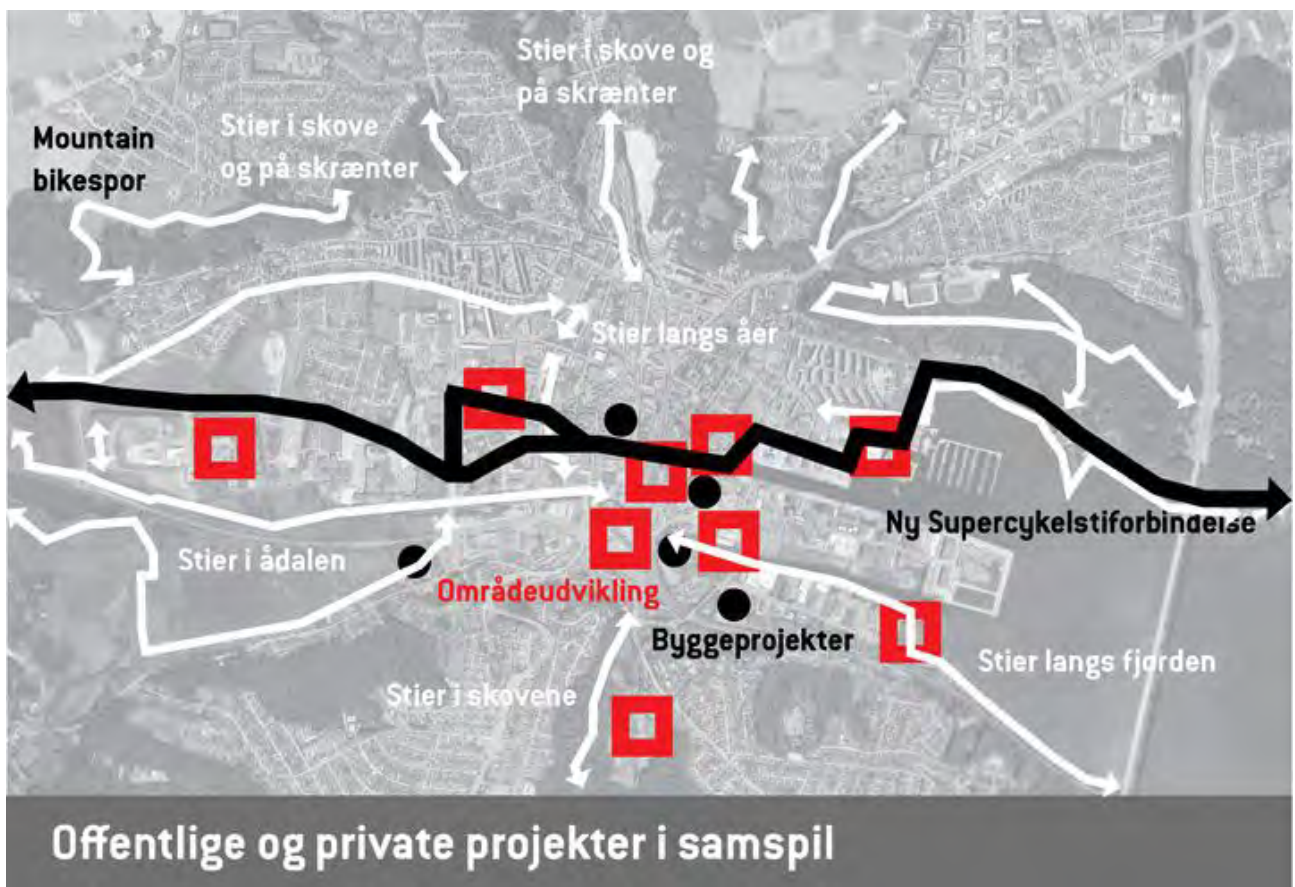 Stier i skove og
på skrænter
Mountain
bikespor
Stier i skove
og på skrænter
Stier langs åer
Ny Supercykelstiforbindelse
Stier i ådalen
Områdeudvikling
Byggeprojekter
Stier langs fjorden
Stier i skovene
Offentlige og private projekter i samspil